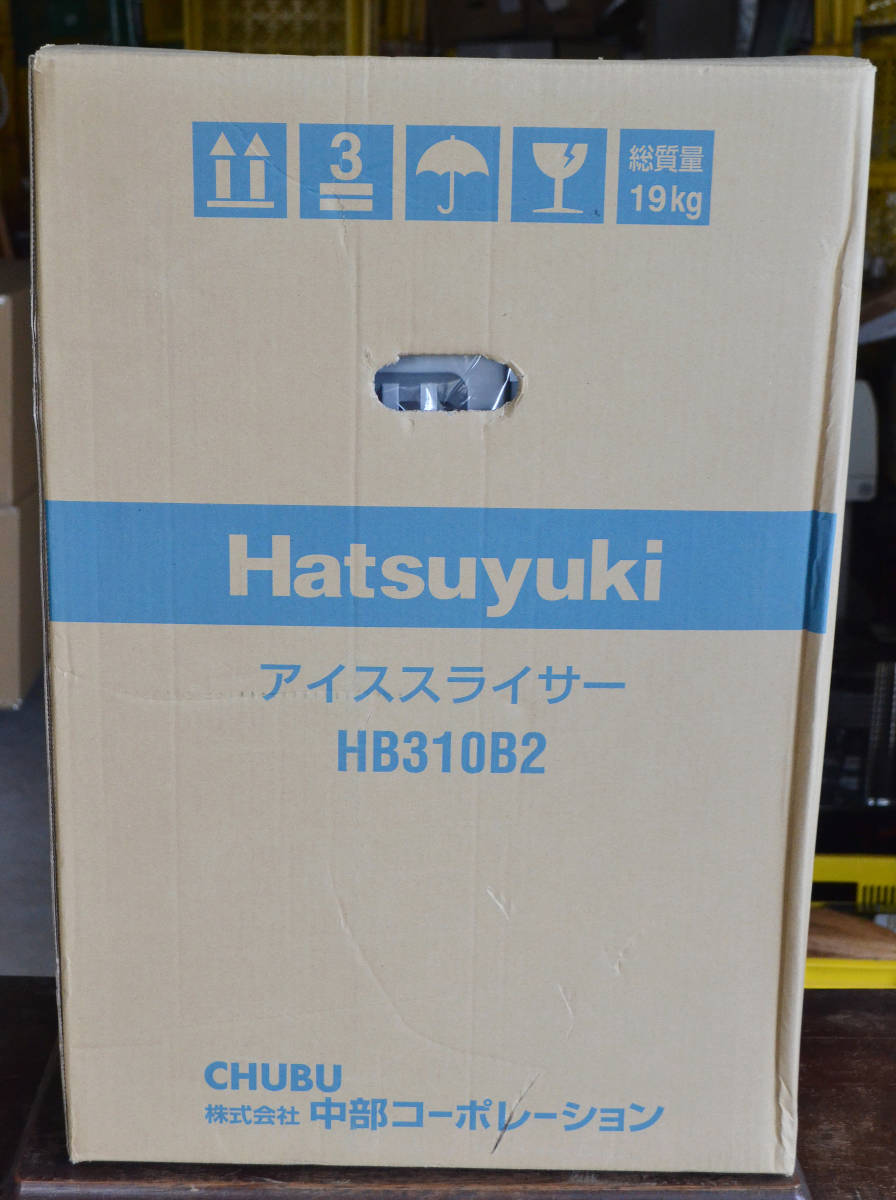 3
総質量
19kg
Hatsuyuki
アイススライサー
HB310B2
CHUBU
株式会社 中部コーポレーション